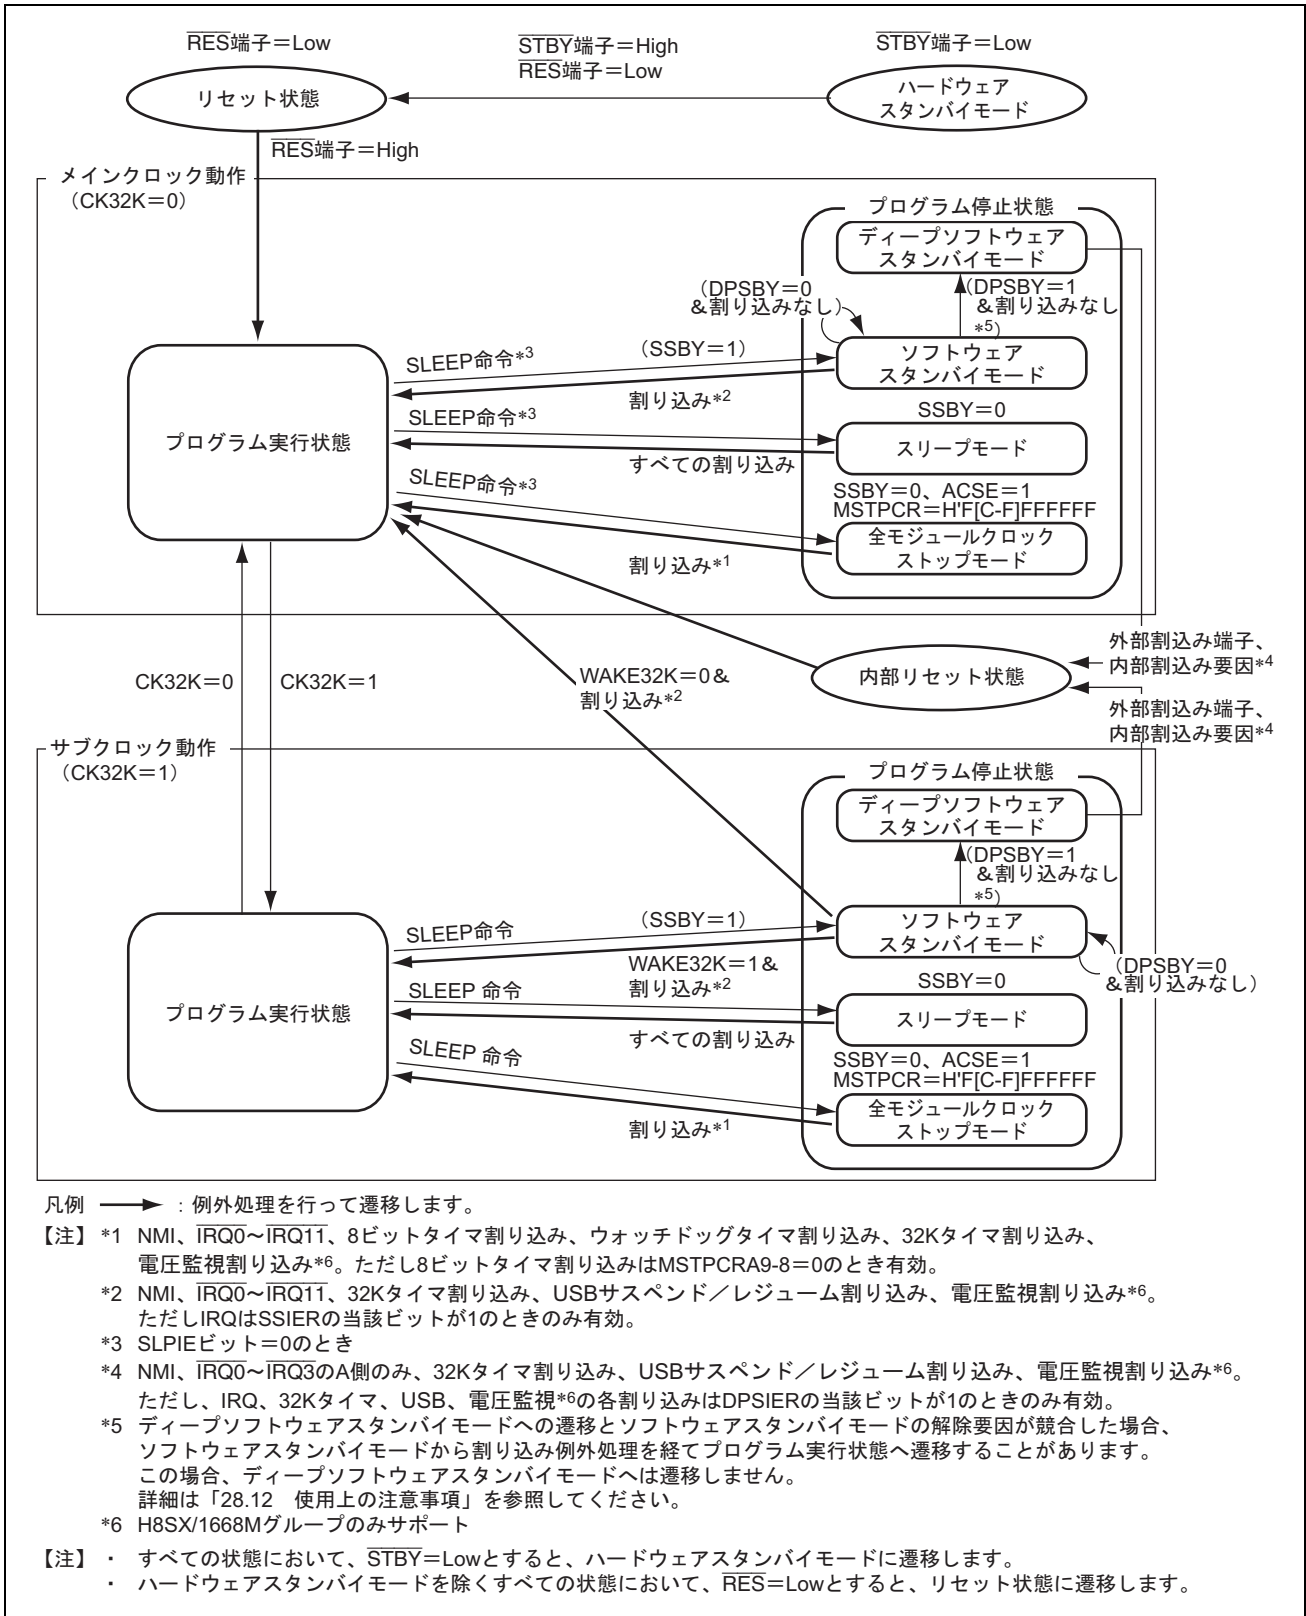 RES端子＝Low
STBY端子＝High
RES端子＝Low
STBY端子＝Low
リセット状態
ハードウェア
スタンバイモード
RES端子＝High
メインクロック動作
（CK32K＝0）
プログラム停止状態
ディープソフトウェア
スタンバイモード
（DPSBY＝0
＆割り込みなし）
（DPSBY＝1
＆割り込みなし
*5）
SLEEP命令*3
（SSBY＝1）
ソフトウェア
スタンバイモード
割り込み*2
プログラム実行状態
SLEEP命令*3
SSBY＝0
スリープモード
すべての割り込み
SLEEP命令*3
SSBY＝0、ACSE＝1
MSTPCR＝H'F[C-F]FFFFFF
全モジュールクロック
ストップモード
割り込み*1
CK32K＝0
CK32K＝1
WAKE32K＝0＆
割り込み*2
内部リセット状態
外部割込み端子、
内部割込み要因*4
外部割込み端子、
内部割込み要因*4
サブクロック動作
（CK32K＝1）
プログラム停止状態
ディープソフトウェア
スタンバイモード
（DPSBY＝1
＆割り込みなし
*5）
SLEEP命令
（SSBY＝1）
ソフトウェア
スタンバイモード
（DPSBY＝0
＆割り込みなし）
WAKE32K＝1＆
割り込み*2
プログラム実行状態
SLEEP 命令
SSBY＝0
スリープモード
すべての割り込み
SLEEP 命令
SSBY＝0、ACSE＝1
MSTPCR＝H'F[C-F]FFFFFF
全モジュールクロック
ストップモード
割り込み*1
凡例 ：例外処理を行って遷移します。
【注】 *1 NMI、IRQ0～IRQ11、8ビットタイマ割り込み、ウォッチドッグタイマ割り込み、32Kタイマ割り込み、
電圧監視割り込み*6。ただし8ビットタイマ割り込みはMSTPCRA9-8＝0のとき有効。
*2 NMI、IRQ0～IRQ11、32Kタイマ割り込み、USBサスペンド／レジューム割り込み、電圧監視割り込み*6。
ただしIRQはSSIERの当該ビットが1のときのみ有効。
*3 SLPIEビット＝0のとき
*4 NMI、IRQ0～IRQ3のA側のみ、32Kタイマ割り込み、USBサスペンド／レジューム割り込み、電圧監視割り込み*6。
ただし、IRQ、32Kタイマ、USB、電圧監視*6の各割り込みはDPSIERの当該ビットが1のときのみ有効。
*5 ディープソフトウェアスタンバイモードへの遷移とソフトウェアスタンバイモードの解除要因が競合した場合、
ソフトウェアスタンバイモードから割り込み例外処理を経てプログラム実行状態へ遷移することがあります。
この場合、ディープソフトウェアスタンバイモードへは遷移しません。
詳細は「28.12　使用上の注意事項」を参照してください。
*6 H8SX/1668Mグループのみサポート
【注】 ・ すべての状態において、STBY＝Lowとすると、ハードウェアスタンバイモードに遷移します。
・ ハードウェアスタンバイモードを除くすべての状態において、RES＝Lowとすると、リセット状態に遷移します。